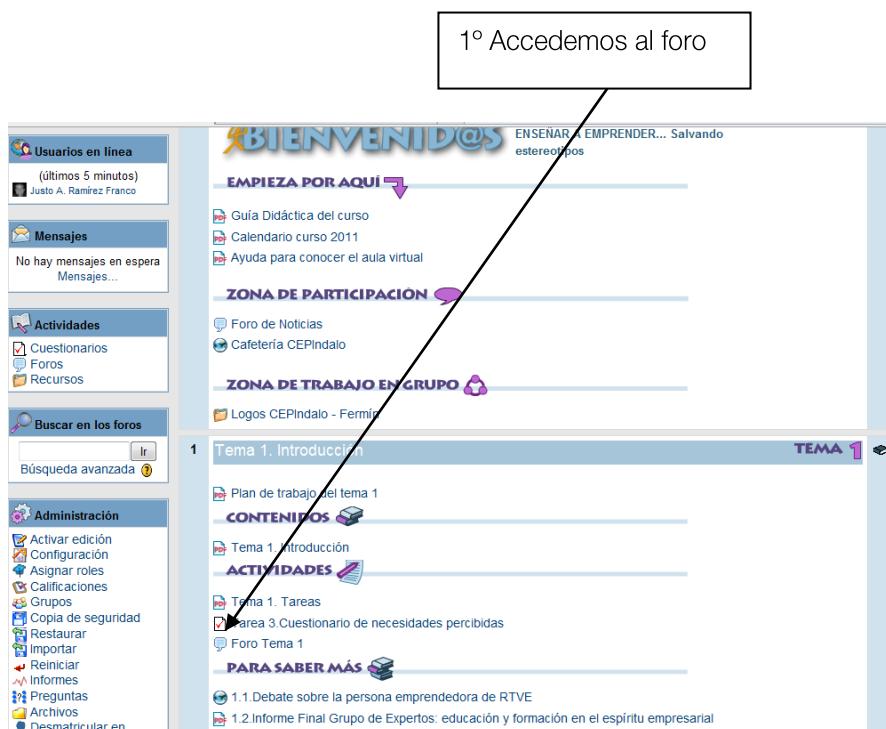 1º Accedemos al foro
BIENVENID@S
ENSEÑAR A EMPRENDER... Salvando
estereotipos
Usuarios en línea
(últimos 5 minutos)
Justo A. Ramírez Franco
Mensajes
No hay mensajes en espera
Mensajes...
Actividades
Cuestionarios
Foros
Recursos
Buscar en los foros
Ir
Búsqueda avanzada
Administración
Activar edición
Configuración
Asignar roles
Calificaciones
Grupos
Copia de seguridad
Restaurar
Importar
Reiniciar
Informes
Preguntas
Archivos
Desmatricular en
EMPIEZA POR AQUÍ
Guía Didáctica del curso
Calendario curso 2011
Ayuda para conocer el aula virtual
ZONA DE PARTICIPACIÓN
Foro de Noticias
Cafetería CEPIndalo
ZONA DE TRABAJO EN GRUPO
Logos CEPIndalo - Fermín
1 Tema 1. Introducción TEMA 1
Plan de trabajo del tema 1
CONTENIDOS
Tema 1. Introducción
ACTIVIDADES
Tema 1. Tareas
Tarea 3.Cuestionario de necesidades percibidas
Foro Tema 1
PARA SABER MÁS
1.1.Debate sobre la persona emprendedora de RTVE
1.2.Informe Final Grupo de Expertos: educación y formación en el espíritu empresarial